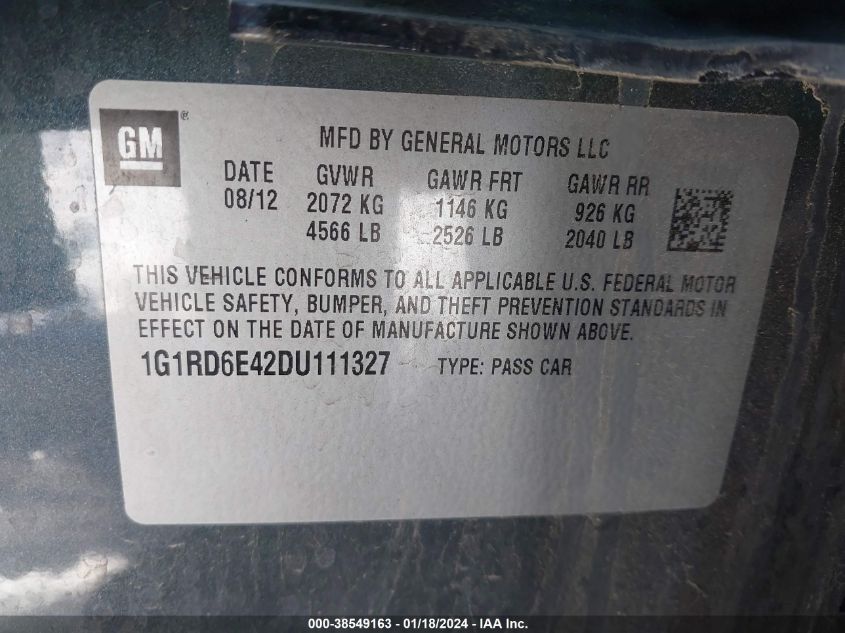 GM®
MFD BY GENERAL MOTORS LLC
DATE GVWR GAWR FRT GAWR RR
08/12 2072 KG 1146 KG 926 KG
4566 LB 2526 LB 2040 LB
THIS VEHICLE CONFORMS TO ALL APPLICABLE U.S. FEDERAL MOTOR
VEHICLE SAFETY, BUMPER, AND THEFT PREVENTION STANDARDS IN
EFFECT ON THE DATE OF MANUFACTURE SHOWN ABOVE.
1G1RD6E42DU111327 TYPE: PASS CAR
000-38549163 - 01/18/2024 - IAA Inc.